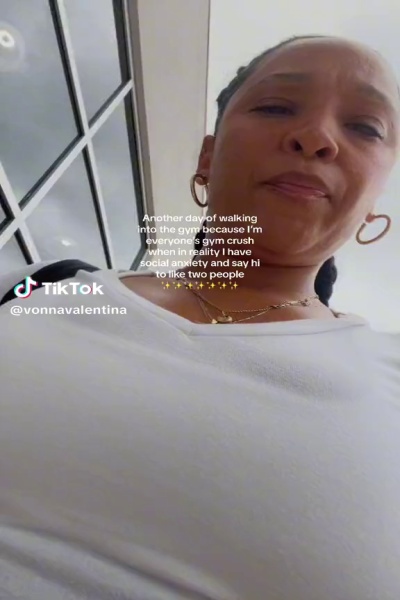 Another day of walking
into the gym because I'm
everyone's gym crush
when in reality I have
social anxiety and say hi
to like two people
✨✨✨✨✨✨
TikTok
@vonnavalentina